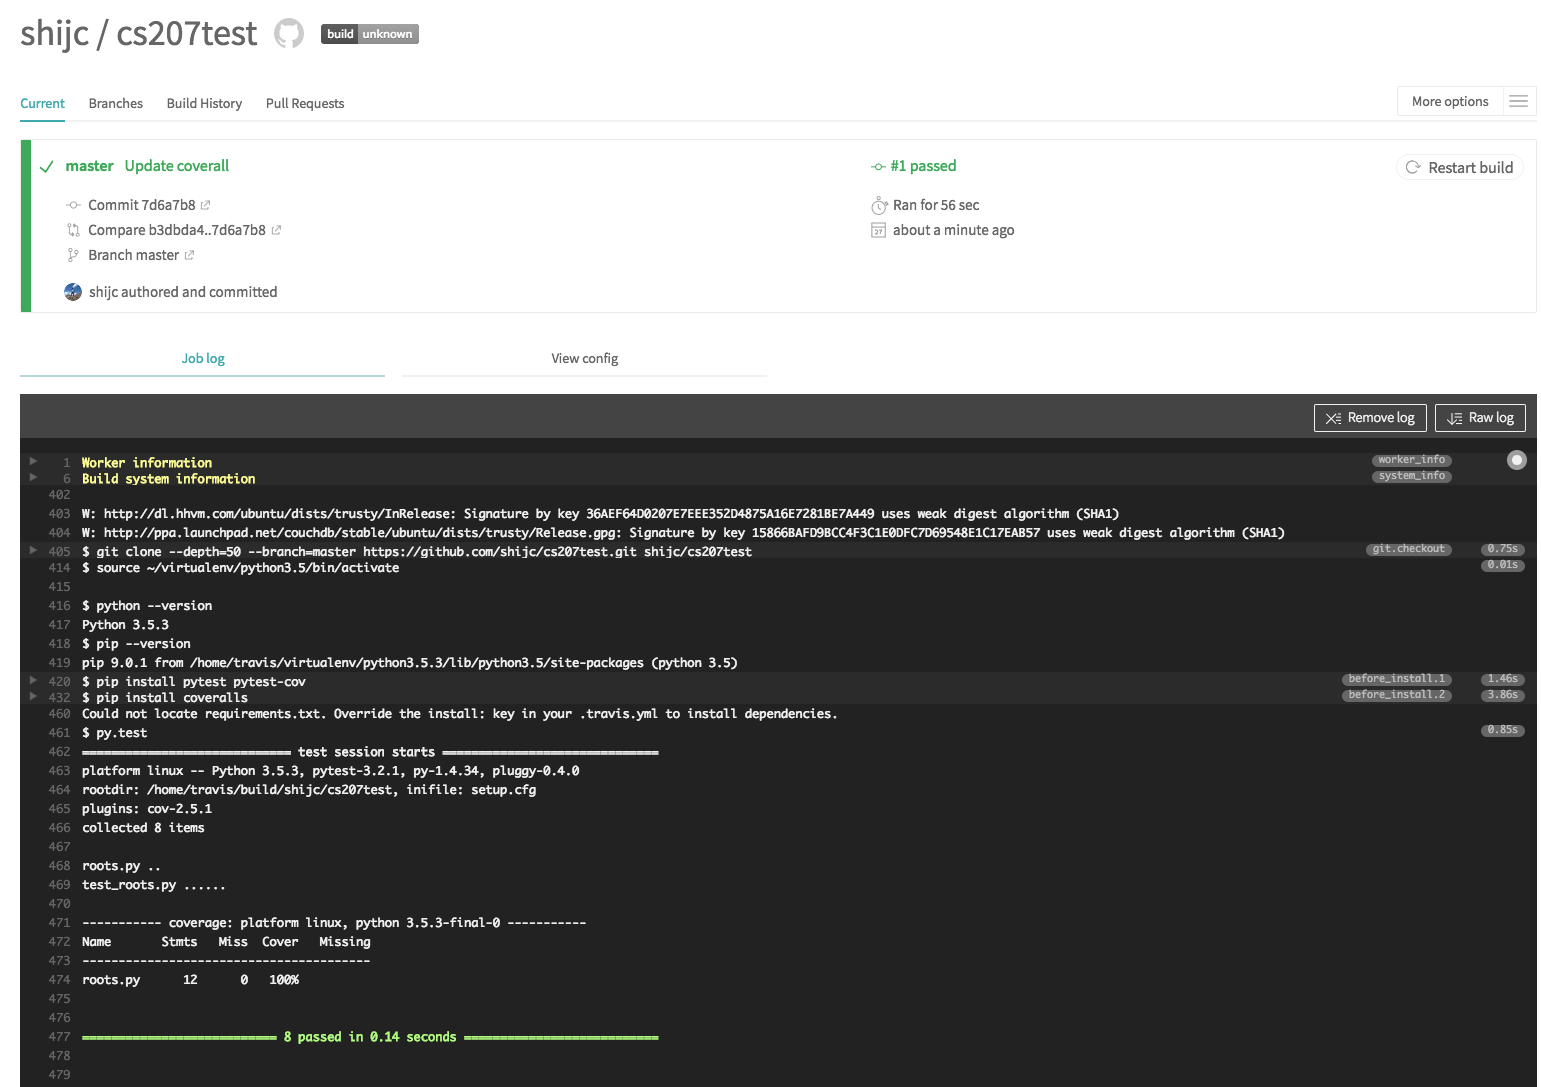 shijc / cs207test build unknown
Current Branches Build History Pull Requests More options
master Update coverall #1 passed Restart build
Commit 7d6a7b8 Ran for 56 sec
Compare b3dbda4..7d6a7b8 about a minute ago
Branch master
shijc authored and committed
Job log View config
Remove log Raw log
1 Worker information worker_info
6 Build system information system_info
402
403 W: http://dl.hhvm.com/ubuntu/dists/trusty/InRelease: Signature by key 36AEF64D0207E7EEE352D4875A16E7281BE7A449 uses weak digest algorithm (SHA1)
404 W: http://ppa.launchpad.net/couchdb/stable/ubuntu/dists/trusty/Release.gpg: Signature by key 15866BAFD9BCC4F3C1E0DFC7D69548E1C17EAB57 uses weak digest algorithm (SHA1)
405 $ git clone --depth=50 --branch=master https://github.com/shijc/cs207test.git shijc/cs207test git.checkout 0.75s
414 $ source ~/virtualenv/python3.5/bin/activate 0.01s
415
416 $ python --version
417 Python 3.5.3
418 $ pip --version
419 pip 9.0.1 from /home/travis/virtualenv/python3.5.3/lib/python3.5/site-packages (python 3.5)
420 $ pip install pytest pytest-cov before_install.1 1.46s
432 $ pip install coveralls before_install.2 3.86s
460 Could not locate requirements.txt. Override the install: key in your .travis.yml to install dependencies.
461 $ py.test 0.85s
462 ============================= test session starts ==============================
463 platform linux -- Python 3.5.3, pytest-3.2.1, py-1.4.34, pluggy-0.4.0
464 rootdir: /home/travis/build/shijc/cs207test, inifile: setup.cfg
465 plugins: cov-2.5.1
466 collected 8 items
467
468 roots.py ..
469 test_roots.py ......
470
471 ----------- coverage: platform linux, python 3.5.3-final-0 -----------
472 Name Stmts Miss Cover Missing
473 ----------------------------------------
474 roots.py 12 0 100%
475
476
477 =========================== 8 passed in 0.14 seconds ===========================
478
479